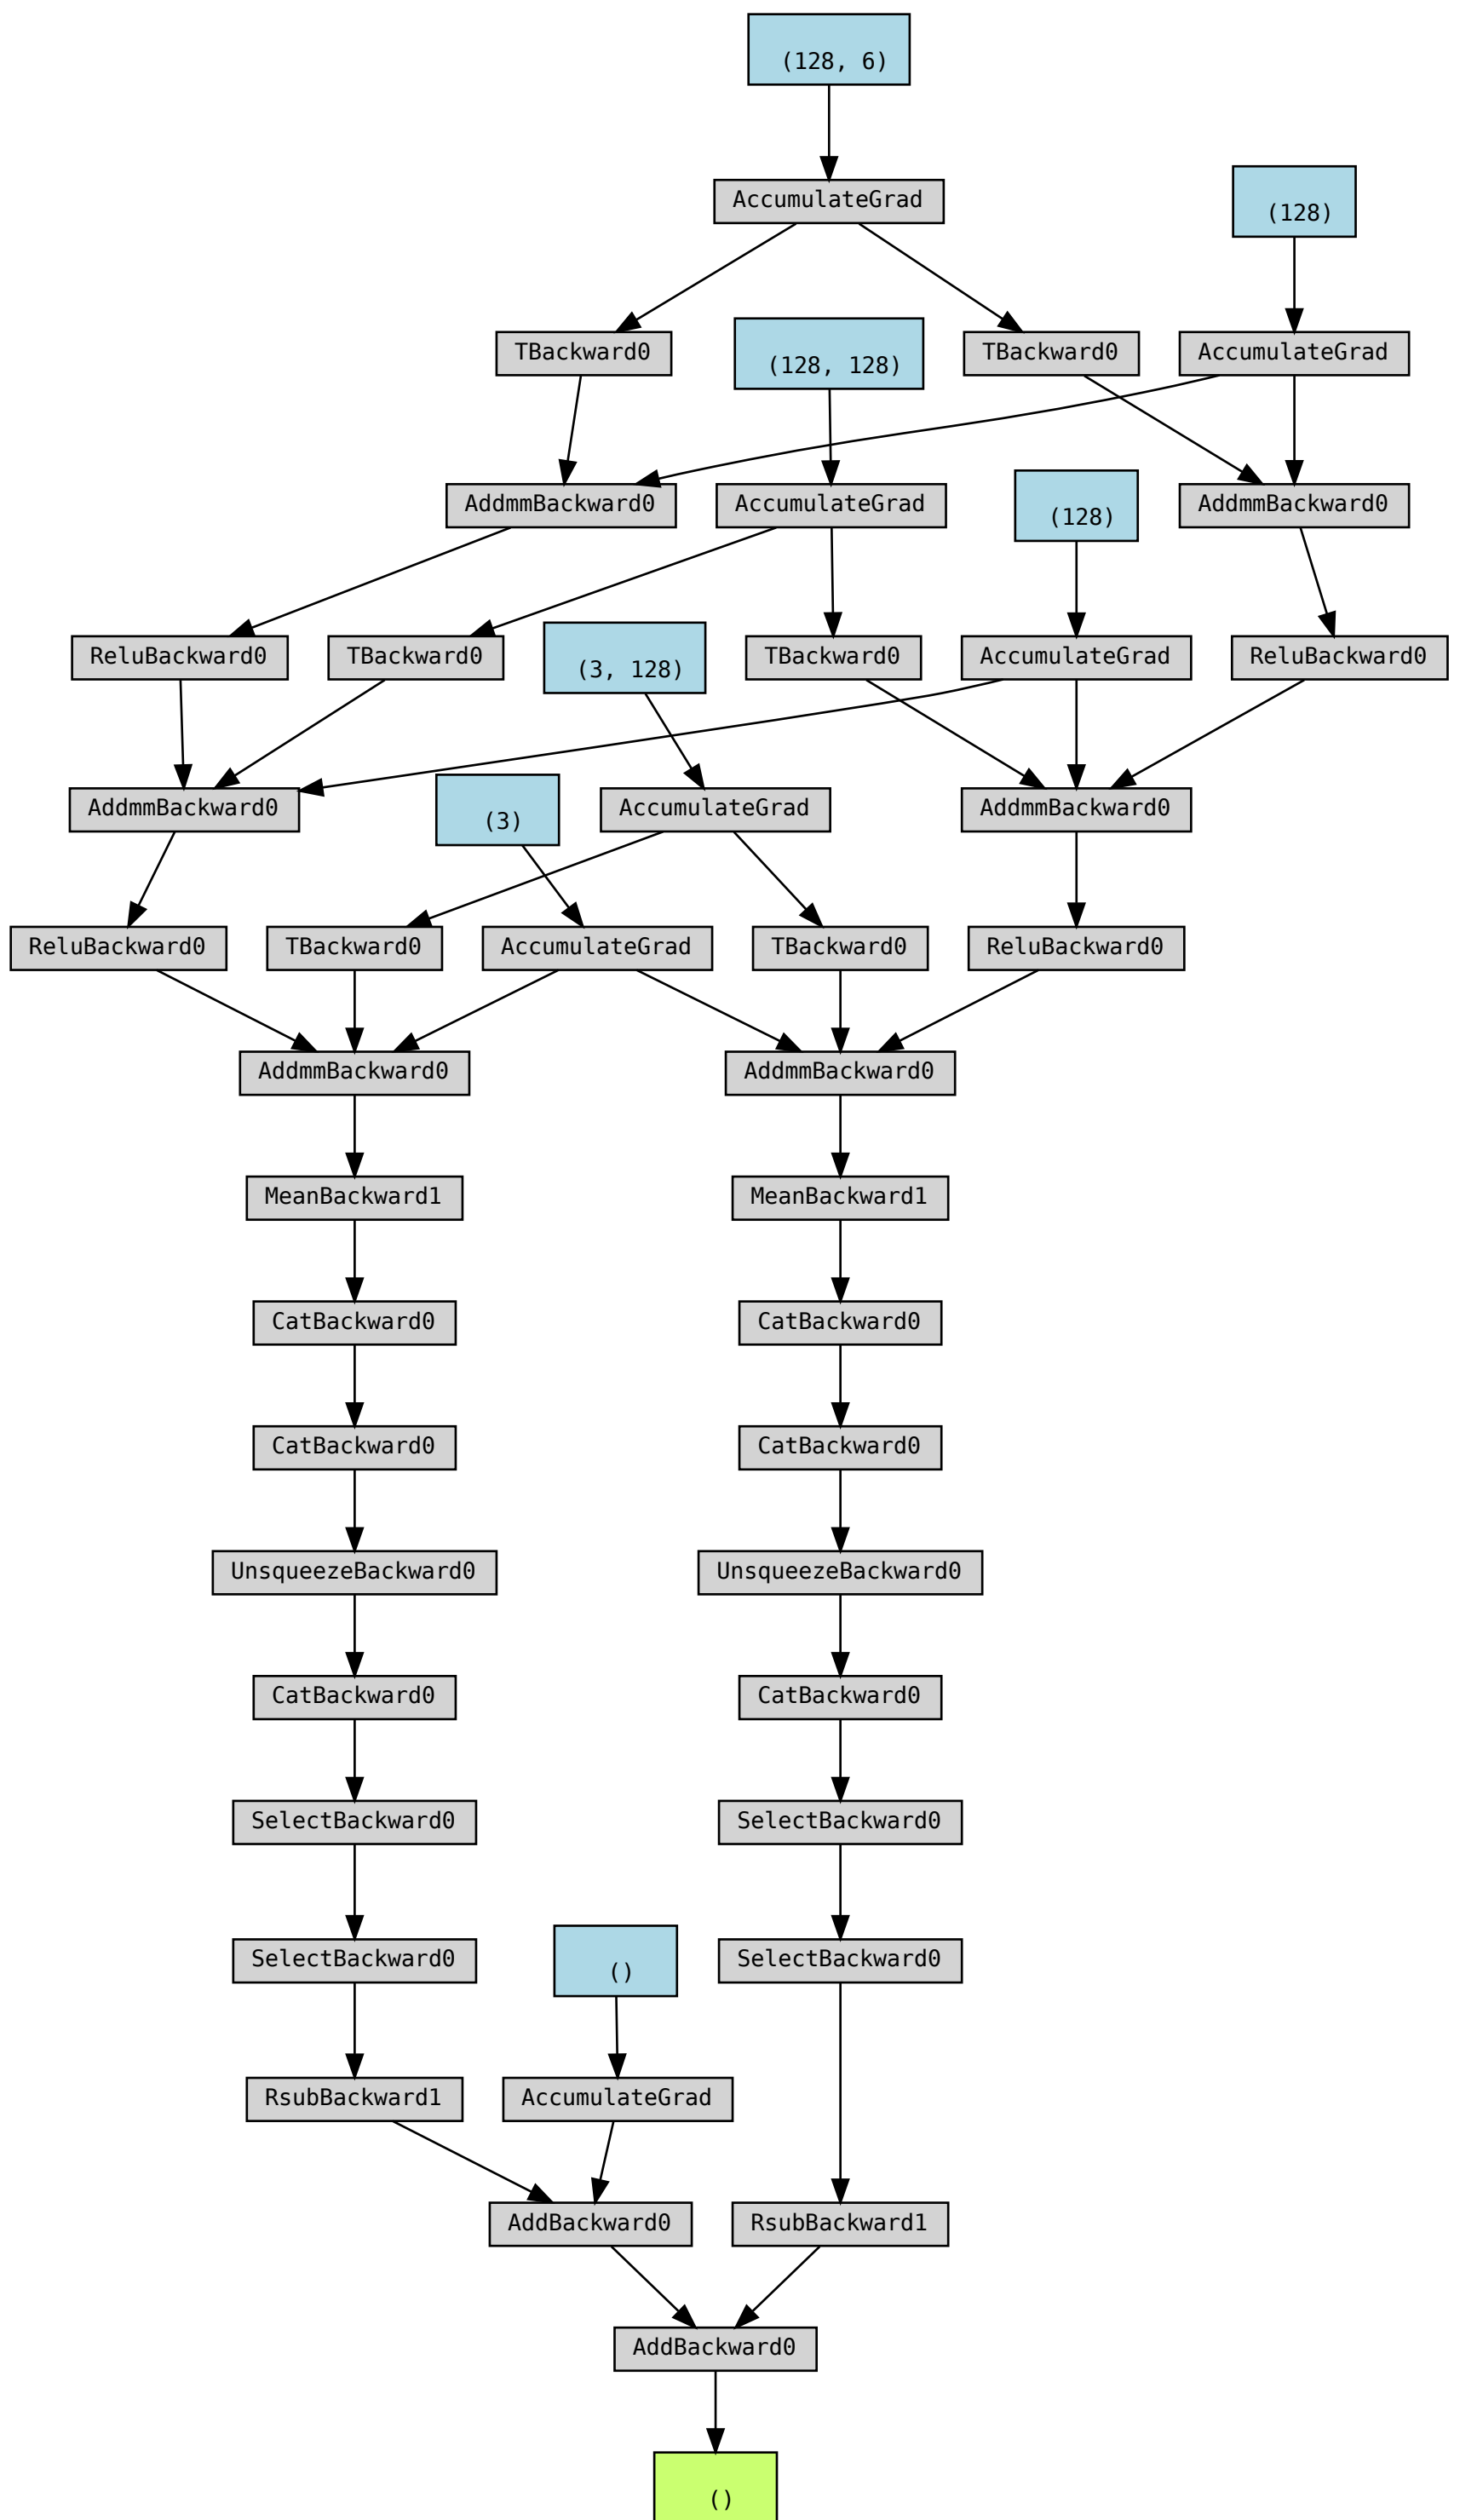 (128, 6)
AccumulateGrad
(128)
TBackward0
(128, 128)
TBackward0
AccumulateGrad
AddmmBackward0
AccumulateGrad
(128)
AddmmBackward0
ReluBackward0
TBackward0
(3, 128)
TBackward0
AccumulateGrad
ReluBackward0
AddmmBackward0
(3)
AccumulateGrad
AddmmBackward0
ReluBackward0
TBackward0
AccumulateGrad
TBackward0
ReluBackward0
AddmmBackward0
AddmmBackward0
MeanBackward1
MeanBackward1
CatBackward0
CatBackward0
CatBackward0
CatBackward0
UnsqueezeBackward0
UnsqueezeBackward0
CatBackward0
CatBackward0
SelectBackward0
SelectBackward0
SelectBackward0
()
SelectBackward0
RsubBackward1
AccumulateGrad
AddBackward0
RsubBackward1
AddBackward0
()